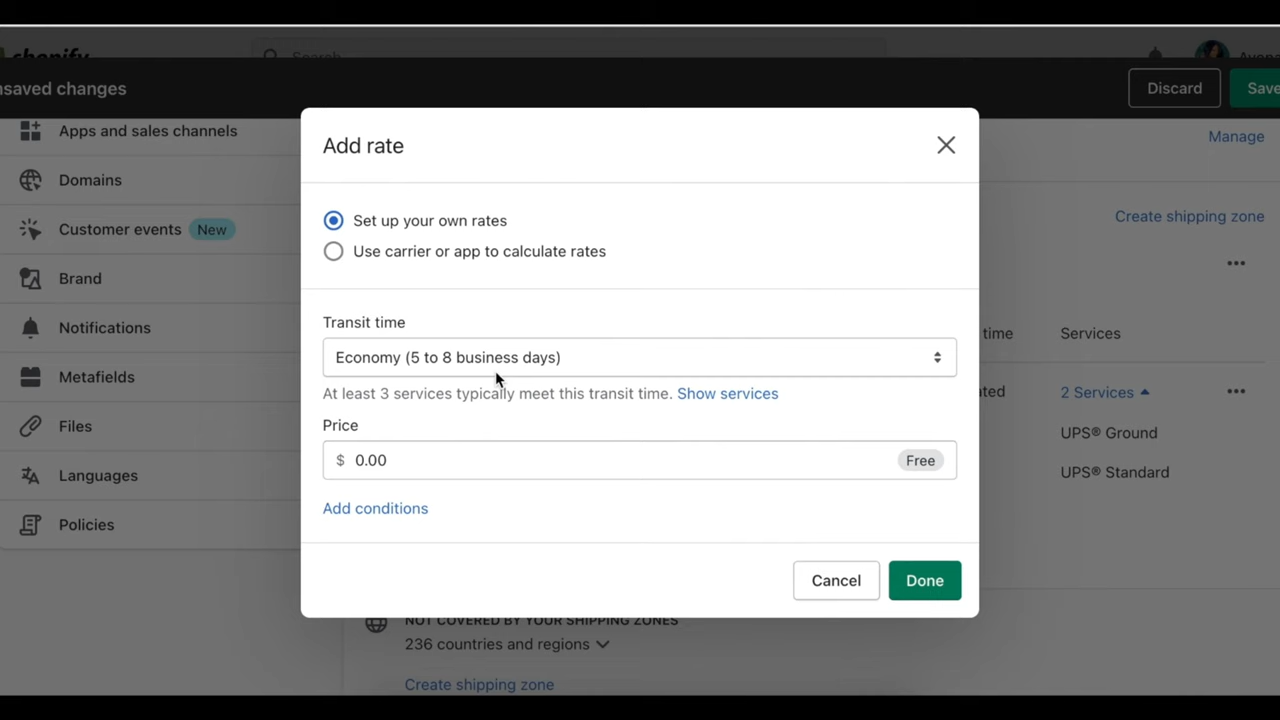 shopify
Search
nsaved changes
Discard
Save
Apps and sales channels
Manage
Domains
Customer events New
Create shipping zone
Brand
Notifications
time
Services
Metafields
2 Services
Files
UPS® Ground
Languages
UPS® Standard
Policies
Add rate
Set up your own rates
Use carrier or app to calculate rates
Transit time
Economy (5 to 8 business days)
At least 3 services typically meet this transit time. Show services
Price
$ 0.00 Free
Add conditions
Cancel
Done
NOT COVERED BY YOUR SHIPPING ZONES
236 countries and regions
Create shipping zone